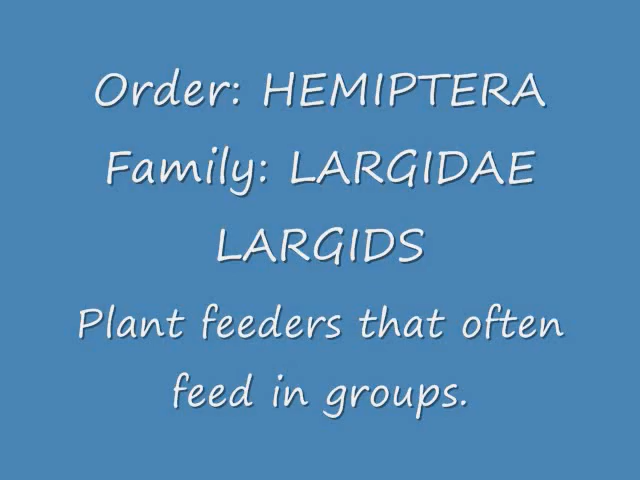 Order: HEMIPTERA
Family: LARGIDAE
LARGIDS
Plant feeders that often
feed in groups.